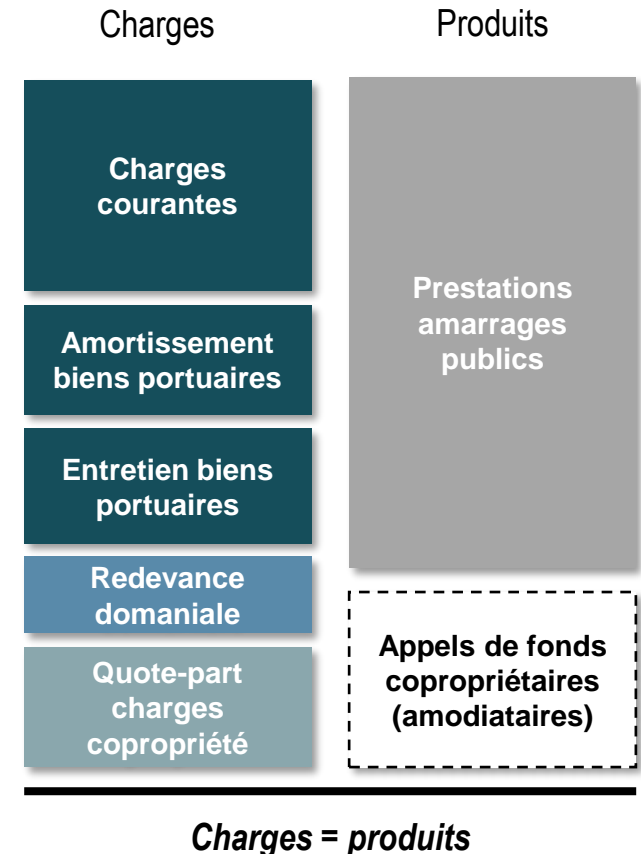 Charges
Produits
Charges
courantes
Amortissement
biens portuaires
Entretien biens
portuaires
Redevance
domaniale
Quote-part
charges
copropriété
Prestations
amarrages
publics
Appels de fonds
copropriétaires
(amodiataires)
Charges = produits